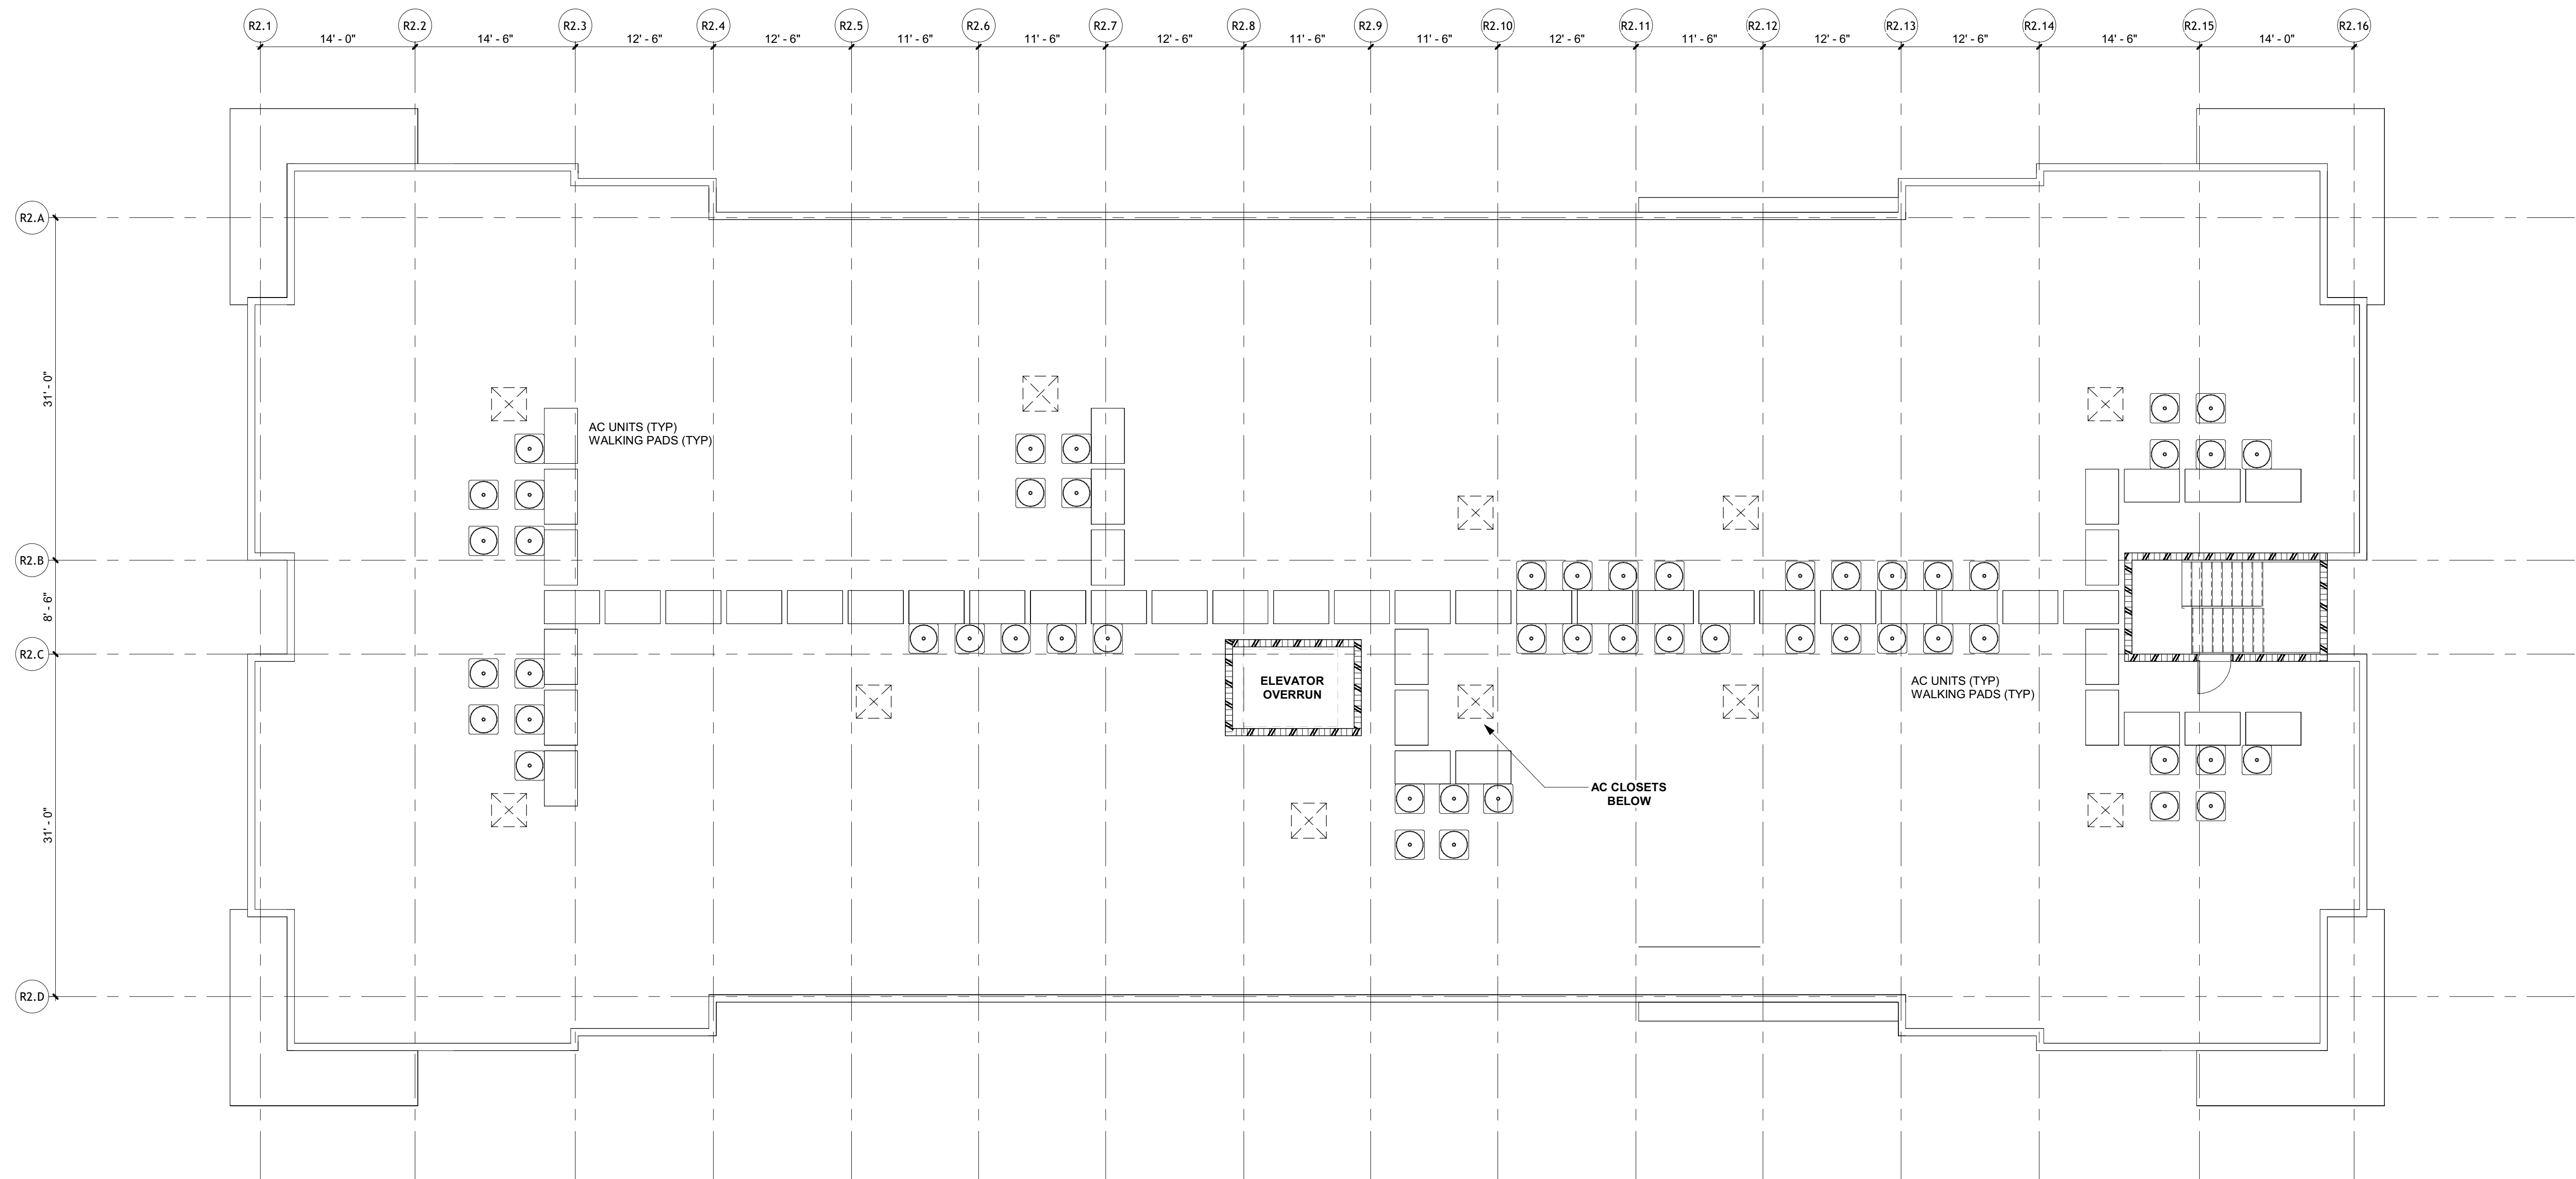 R2.1 R2.2 R2.3 R2.4 R2.5 R2.6 R2.7 R2.8 R2.9 R2.10 R2.11 R2.12 R2.13 R2.14 R2.15 R2.16
14' - 0" 14' - 6" 12' - 6" 12' - 6" 11' - 6" 11' - 6" 12' - 6" 11' - 6" 11' - 6" 12' - 6" 11' - 6" 12' - 6" 12' - 6" 14' - 6" 14' - 0"
R2.A
31' - 0"
AC UNITS (TYP)
WALKING PADS (TYP)
R2.B
8' - 6"
R2.C
ELEVATOR
OVERRUN
AC UNITS (TYP)
WALKING PADS (TYP)
AC CLOSETS
BELOW
31' - 0"
R2.D